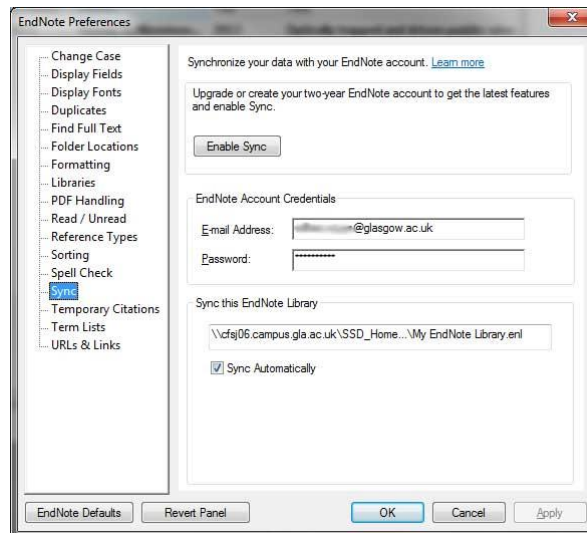 EndNote Preferences
Change Case
Display Fields
Display Fonts
Duplicates
Find Full Text
Folder Locations
Formatting
Libraries
PDF Handling
Read / Unread
Reference Types
Sorting
Spell Check
Sync
Temporary Citations
Term Lists
URLs & Links
Synchronize your data with your EndNote account. Learn more
Upgrade or create your two-year EndNote account to get the latest features
and enable Sync.
Enable Sync
EndNote Account Credentials
E-mail Address: @glasgow.ac.uk
Password: **********
Sync this EndNote Library
\\cfsj06.campus.gla.ac.uk\SSD_Home...\My EndNote Library.enl
Sync Automatically
EndNote Defaults Revert Panel OK Cancel Apply